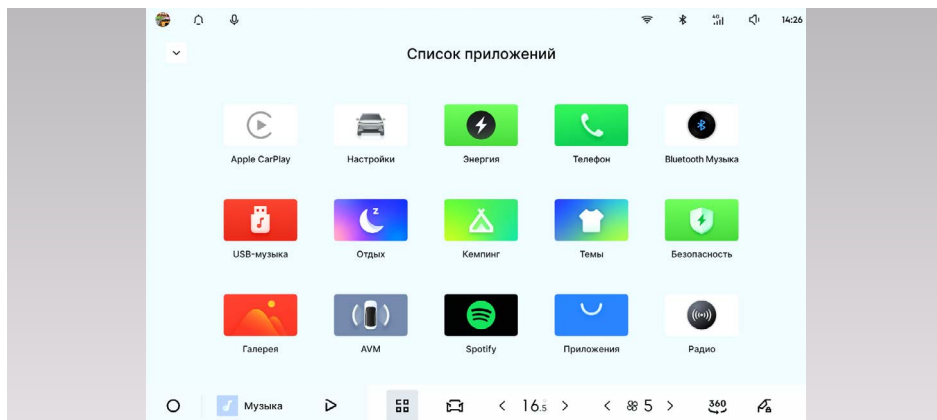 4G 14:26
Список приложений
Apple CarPlay Настройки Энергия Телефон Bluetooth Музыка
USB-музыка Отдых Кемпинг Темы Безопасность
Галерея AVM Spotify Приложения Радио
Музыка < 16.5 > < 5 > 360